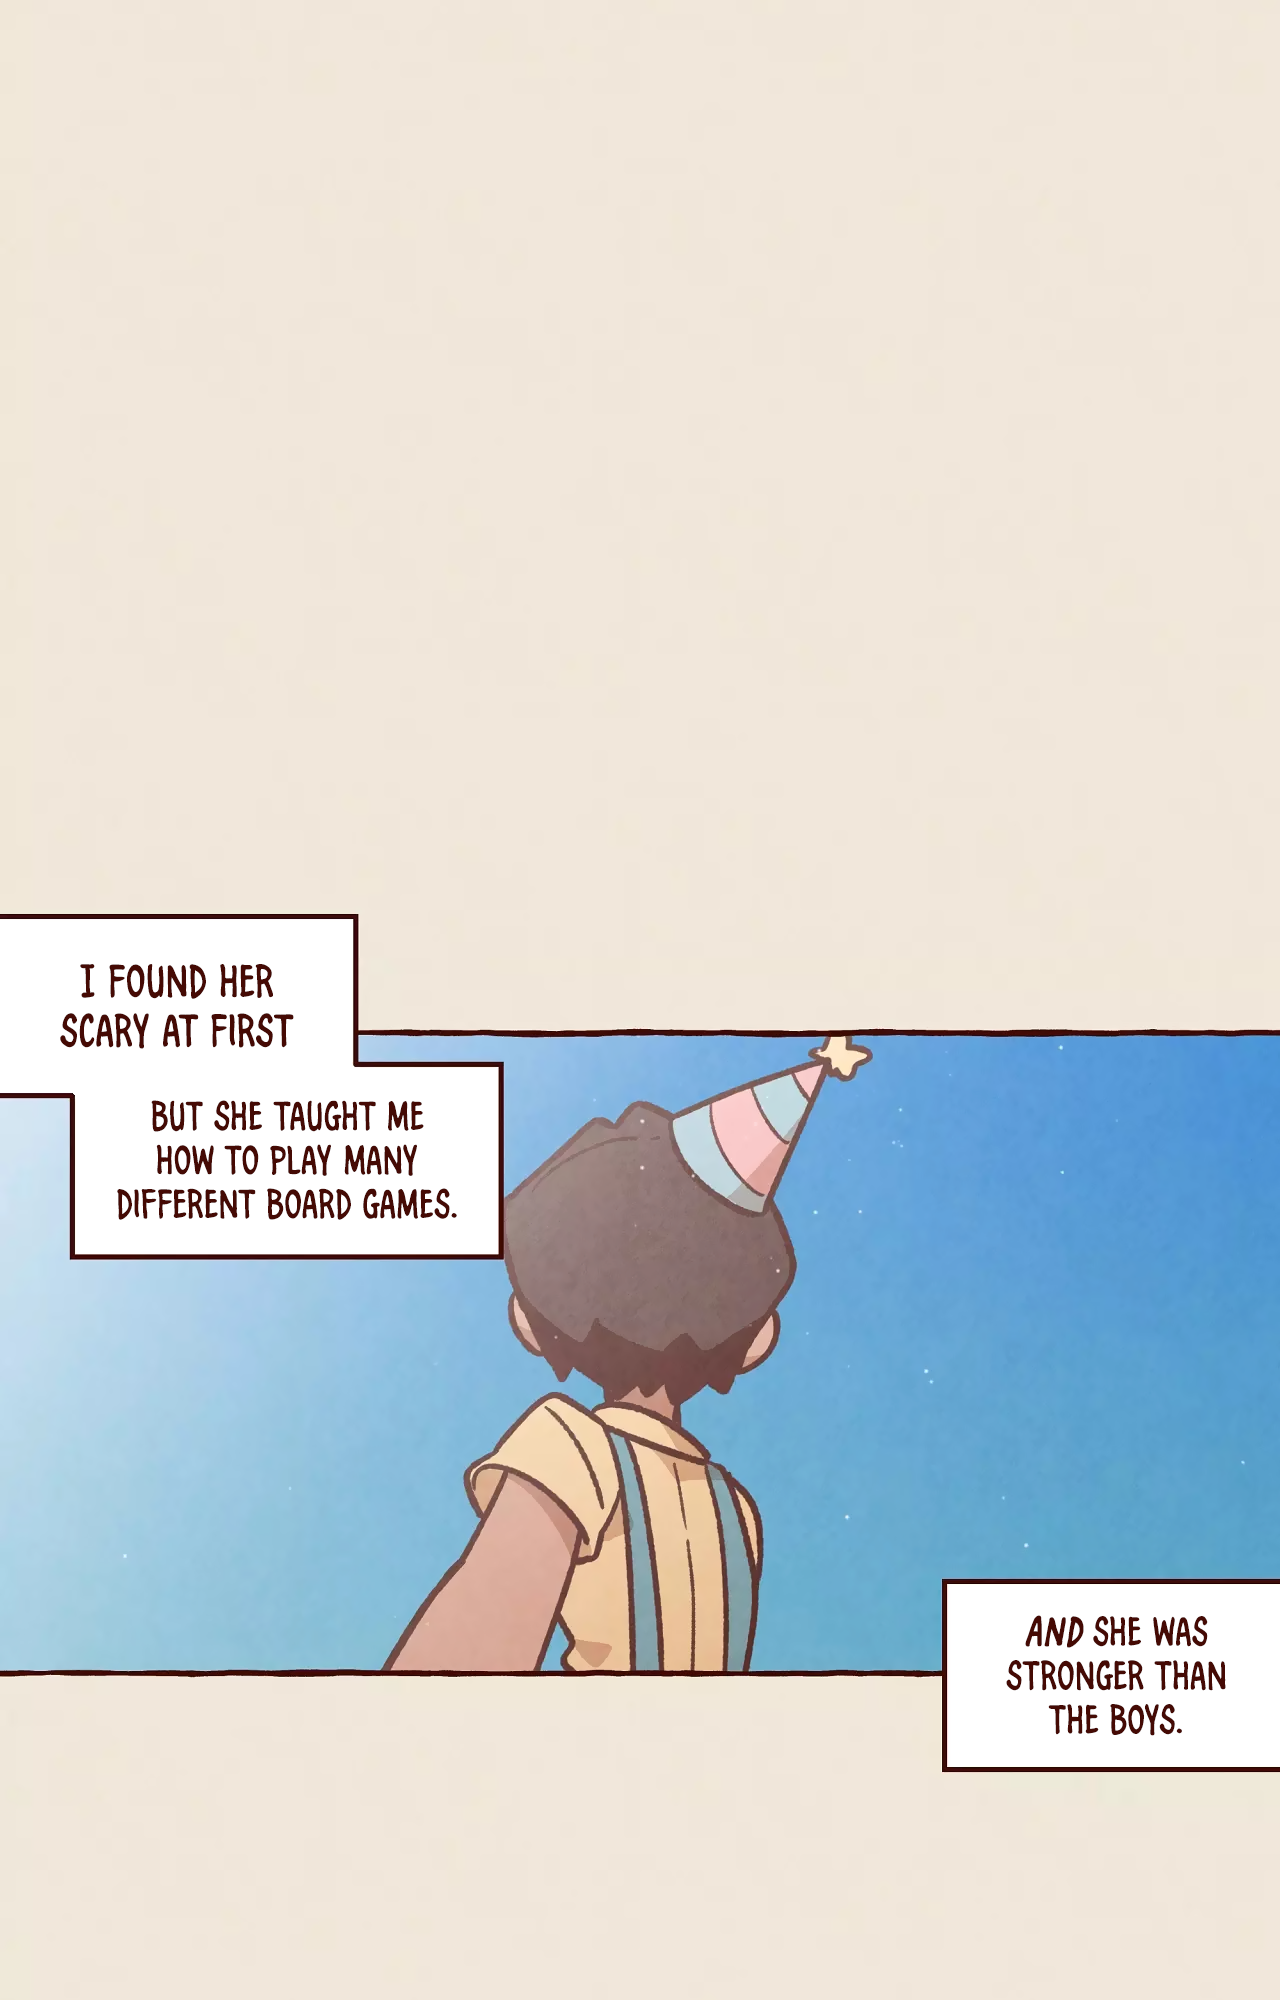 I FOUND HER
SCARY AT FIRST
BUT SHE TAUGHT ME
HOW TO PLAY MANY
DIFFERENT BOARD GAMES.
AND SHE WAS
STRONGER THAN
THE BOYS.